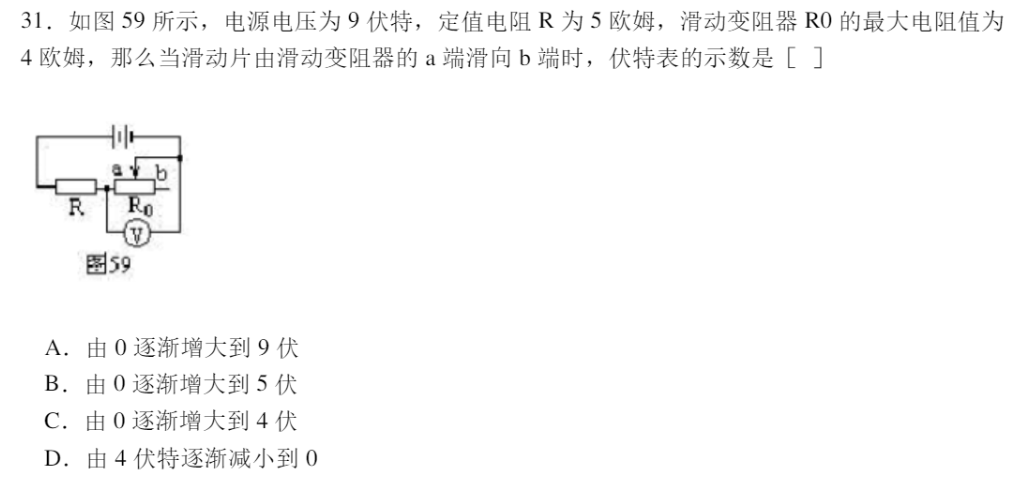 31．如图 59 所示，电源电压为 9 伏特，定值电阻 R 为 5 欧姆，滑动变阻器 R0 的最大电阻值为
4 欧姆，那么当滑动片由滑动变阻器的 a 端滑向 b 端时，伏特表的示数是［ ］
a b
R R₀
V
图59
A．由 0 逐渐增大到 9 伏
B．由 0 逐渐增大到 5 伏
C．由 0 逐渐增大到 4 伏
D．由 4 伏特逐渐减小到 0